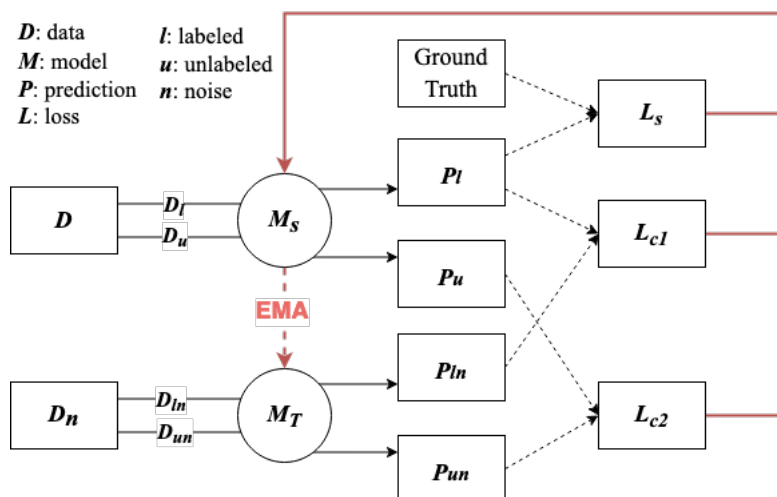 D: data
M: model
P: prediction
L: loss
l: labeled
u: unlabeled
n: noise
Ground
Truth
Ls
Pl
D
Dl
Du
Ms
Lc1
Pu
EMA
Pln
Dn
Dln
Dun
MT
Lc2
Pun